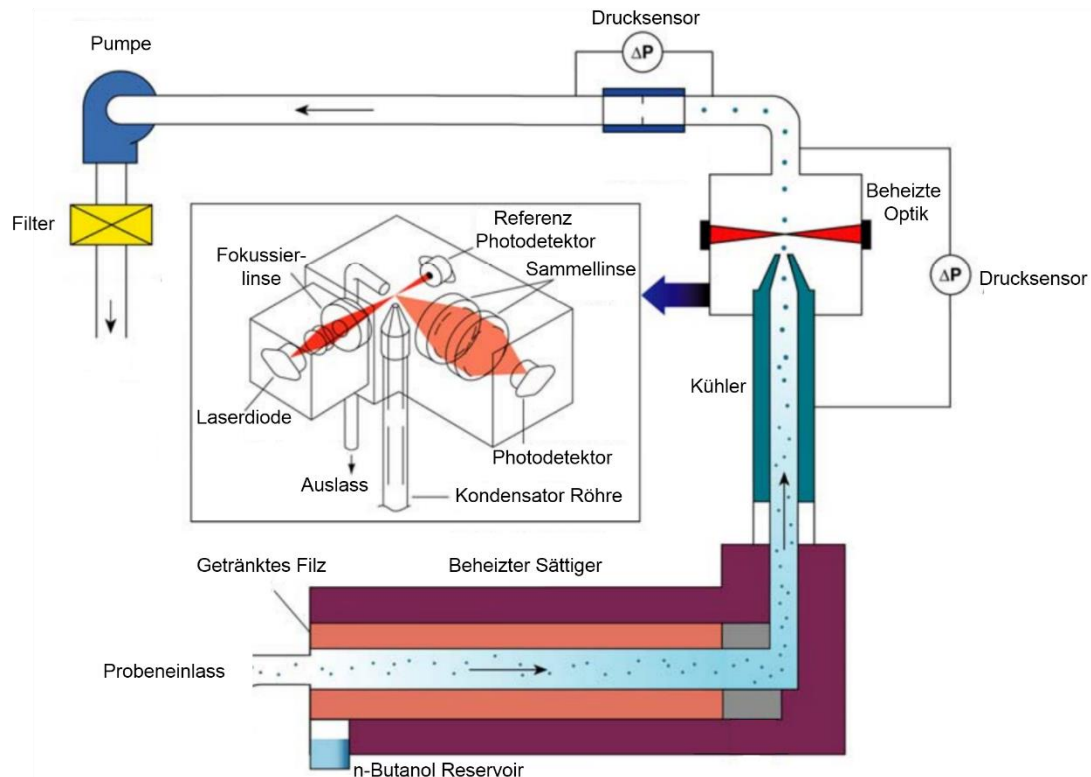 Drucksensor
ΔP
Pumpe
Beheizte
Optik
Filter
Referenz
Photodetektor
Fokussier-
linse
Sammellinse
ΔP
Drucksensor
Kühler
Laserdiode
Photodetektor
Auslass
Kondensator Röhre
Getränktes Filz
Beheizter Sättiger
Probeneinlass
n-Butanol Reservoir